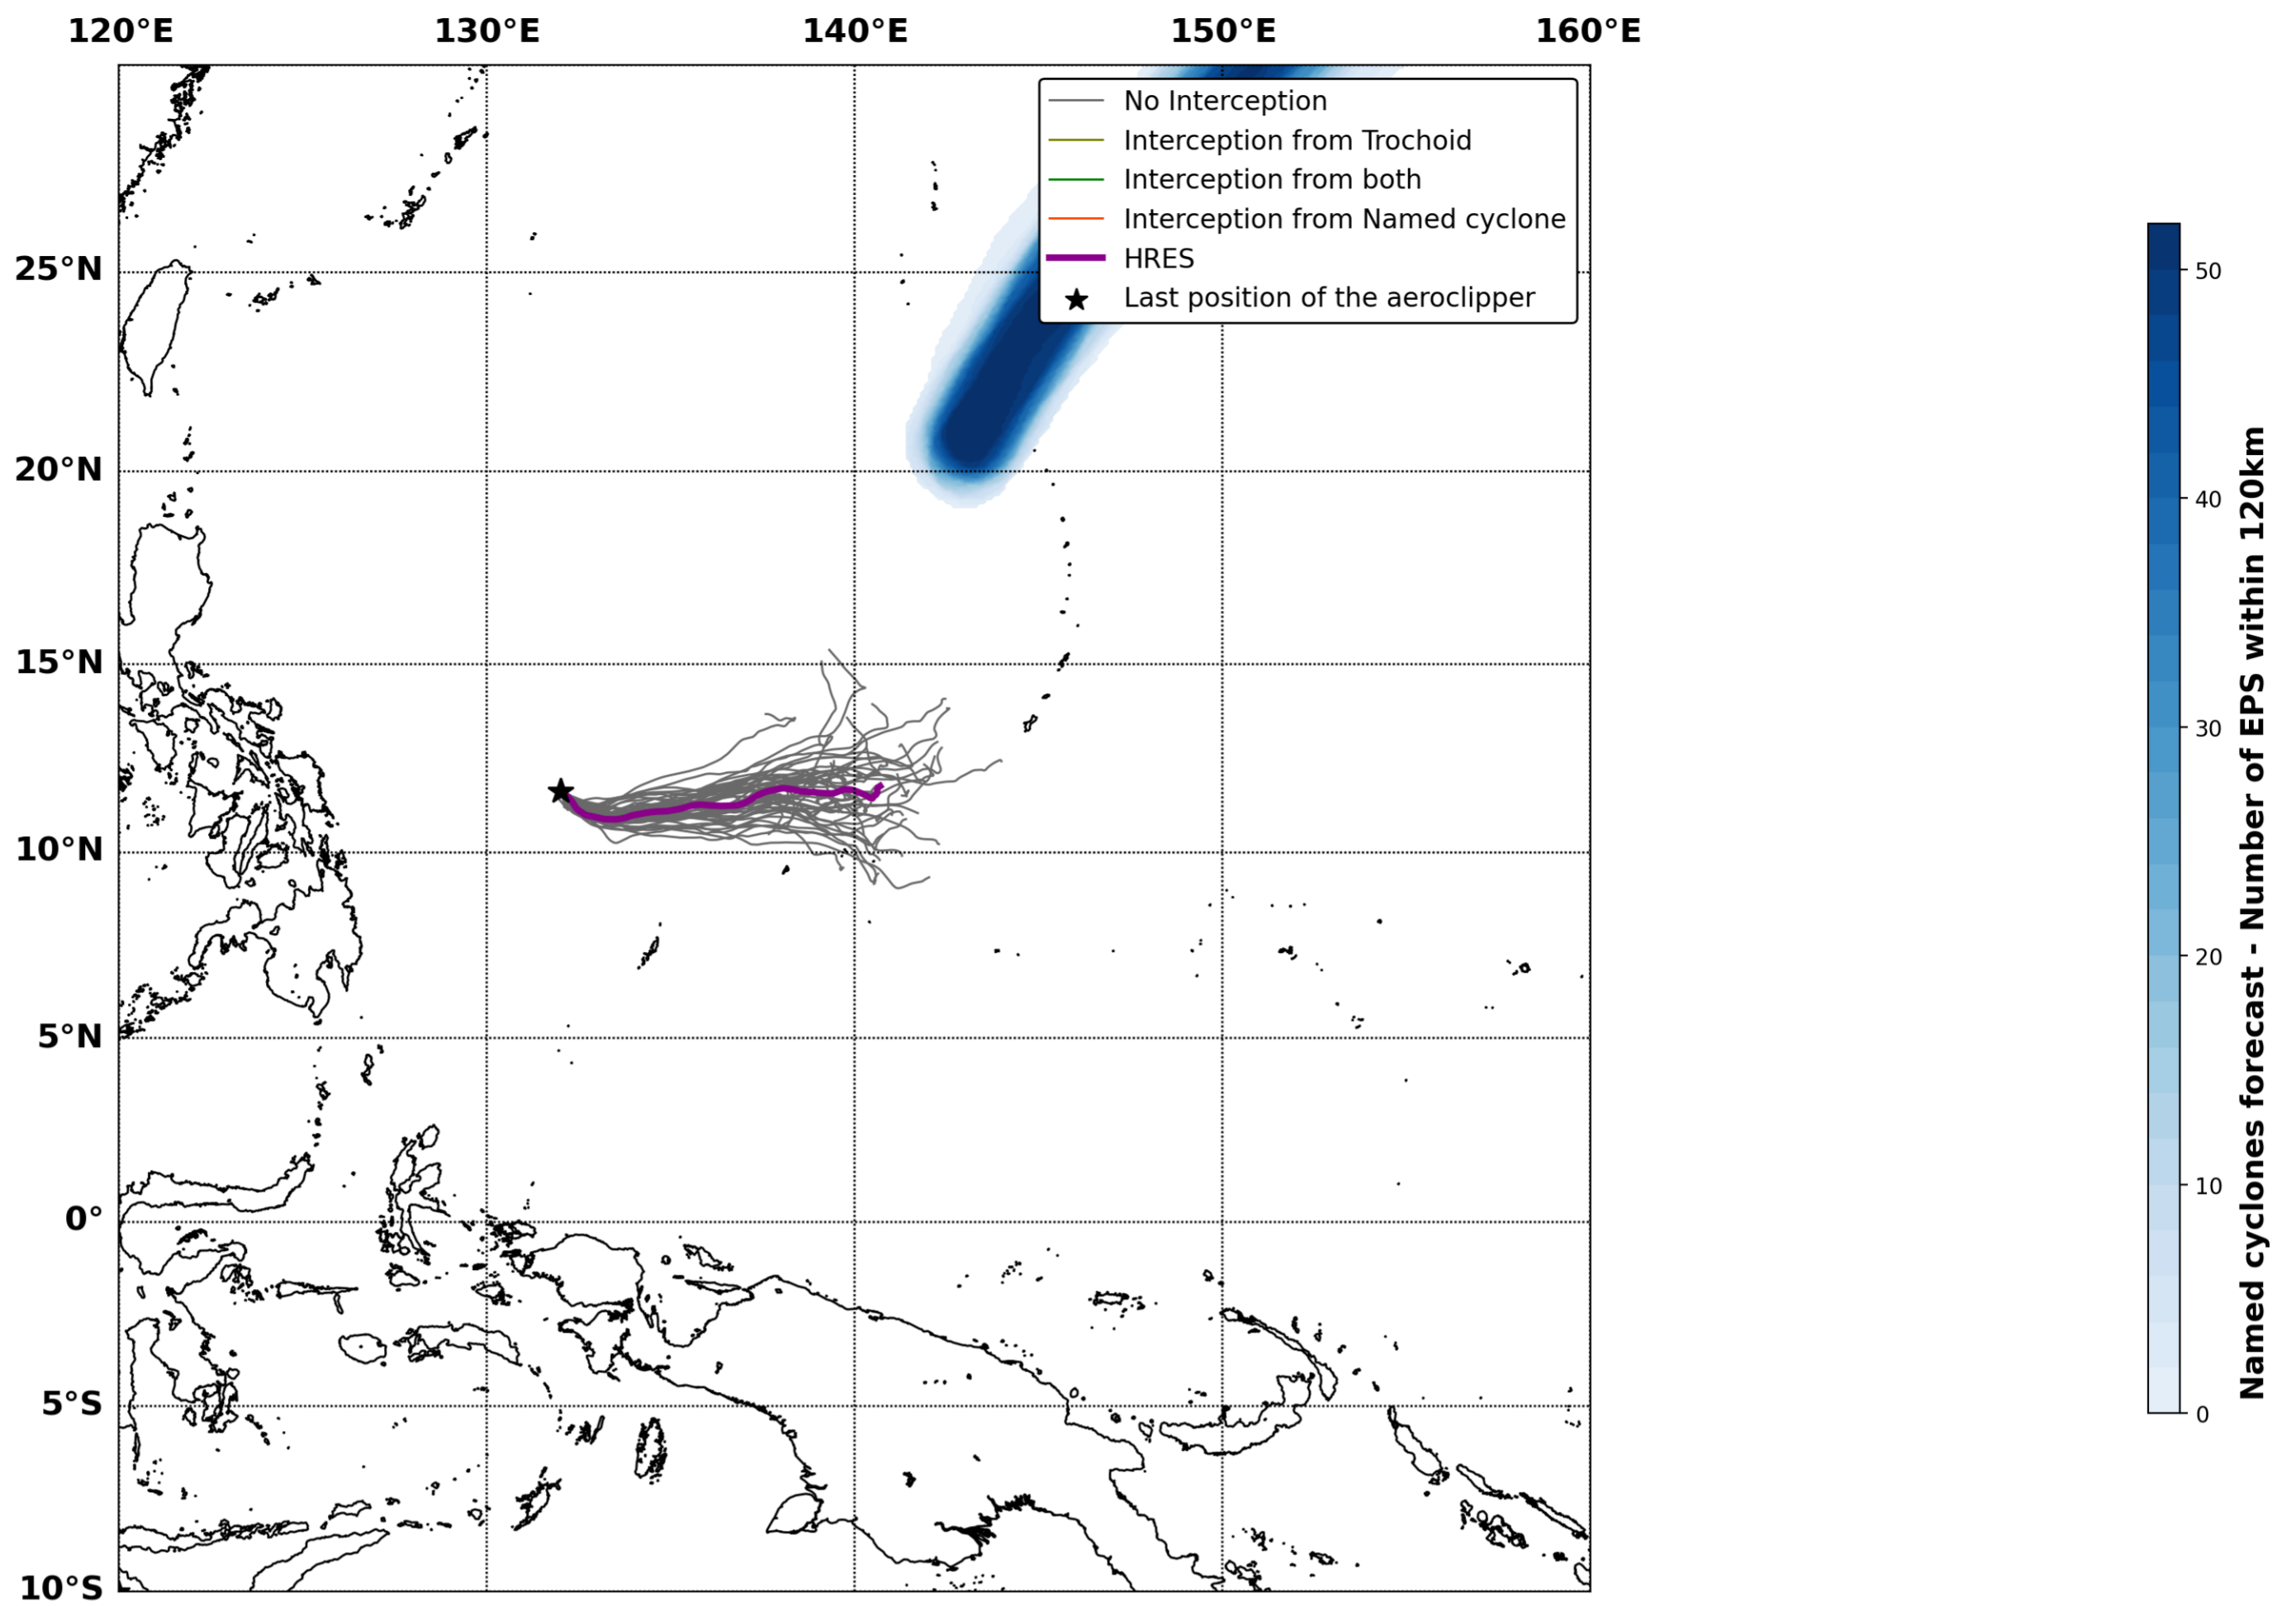 120°E 130°E 140°E 150°E 160°E
No Interception
Interception from Trochoid
Interception from both
Interception from Named cyclone
HRES
Last position of the aeroclipper
25°N
20°N
15°N
10°N
5°N
0°
5°S
10°S
50
40
30
20
10
0
Named cyclones forecast - Number of EPS within 120km